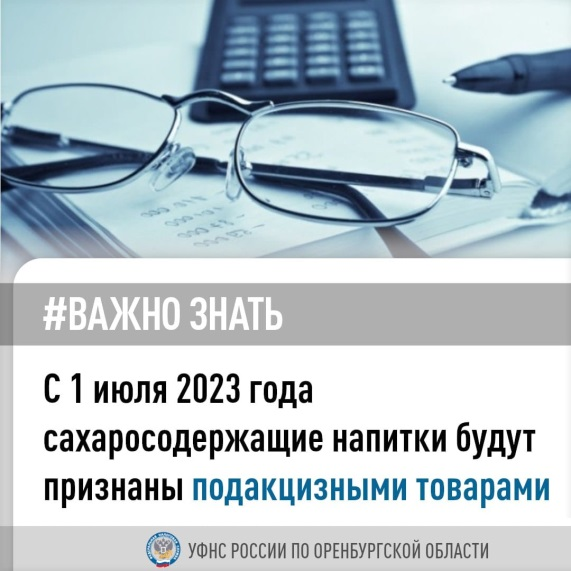 #ВАЖНО ЗНАТЬ
С 1 июля 2023 года
сахаросодержащие напитки будут
признаны подакцизными товарами
УФНС РОССИИ ПО ОРЕНБУРГСКОЙ ОБЛАСТИ